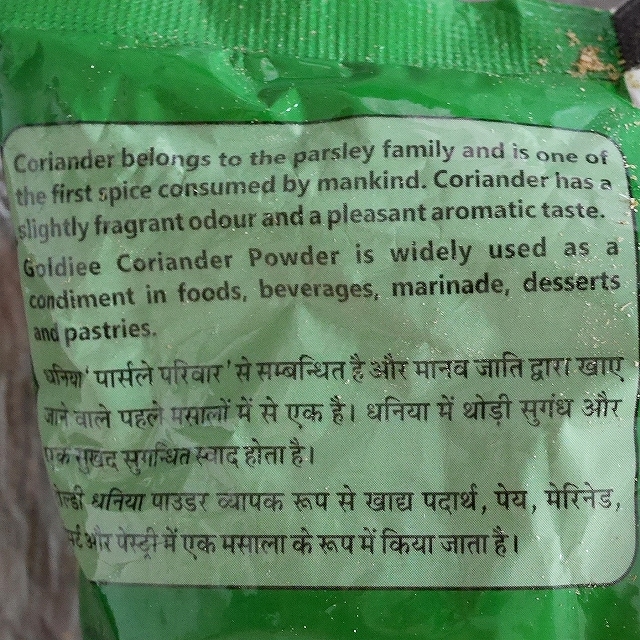 Coriander belongs to the parsley family and is one of
the first spice consumed by mankind. Coriander has a
slightly fragrant odour and a pleasant aromatic taste.
Goldiee Coriander Powder is widely used as a
condiment in foods, beverages, marinade, desserts
and pastries.
धनिया 'पार्सले परिवार' से सम्बन्धित है और मानव जाति द्वारा खाए
जाने वाले पहले मसालों में से एक है। धनिया में थोड़ी सुगंध और
एक सुखद सुगन्धित स्वाद होता है।
धनिया पाउडर व्यापक रूप से खाद्य पदार्थ, पेय, मेरिनेड,
और पेस्ट्री में एक मसाला के रूप में किया जाता है।